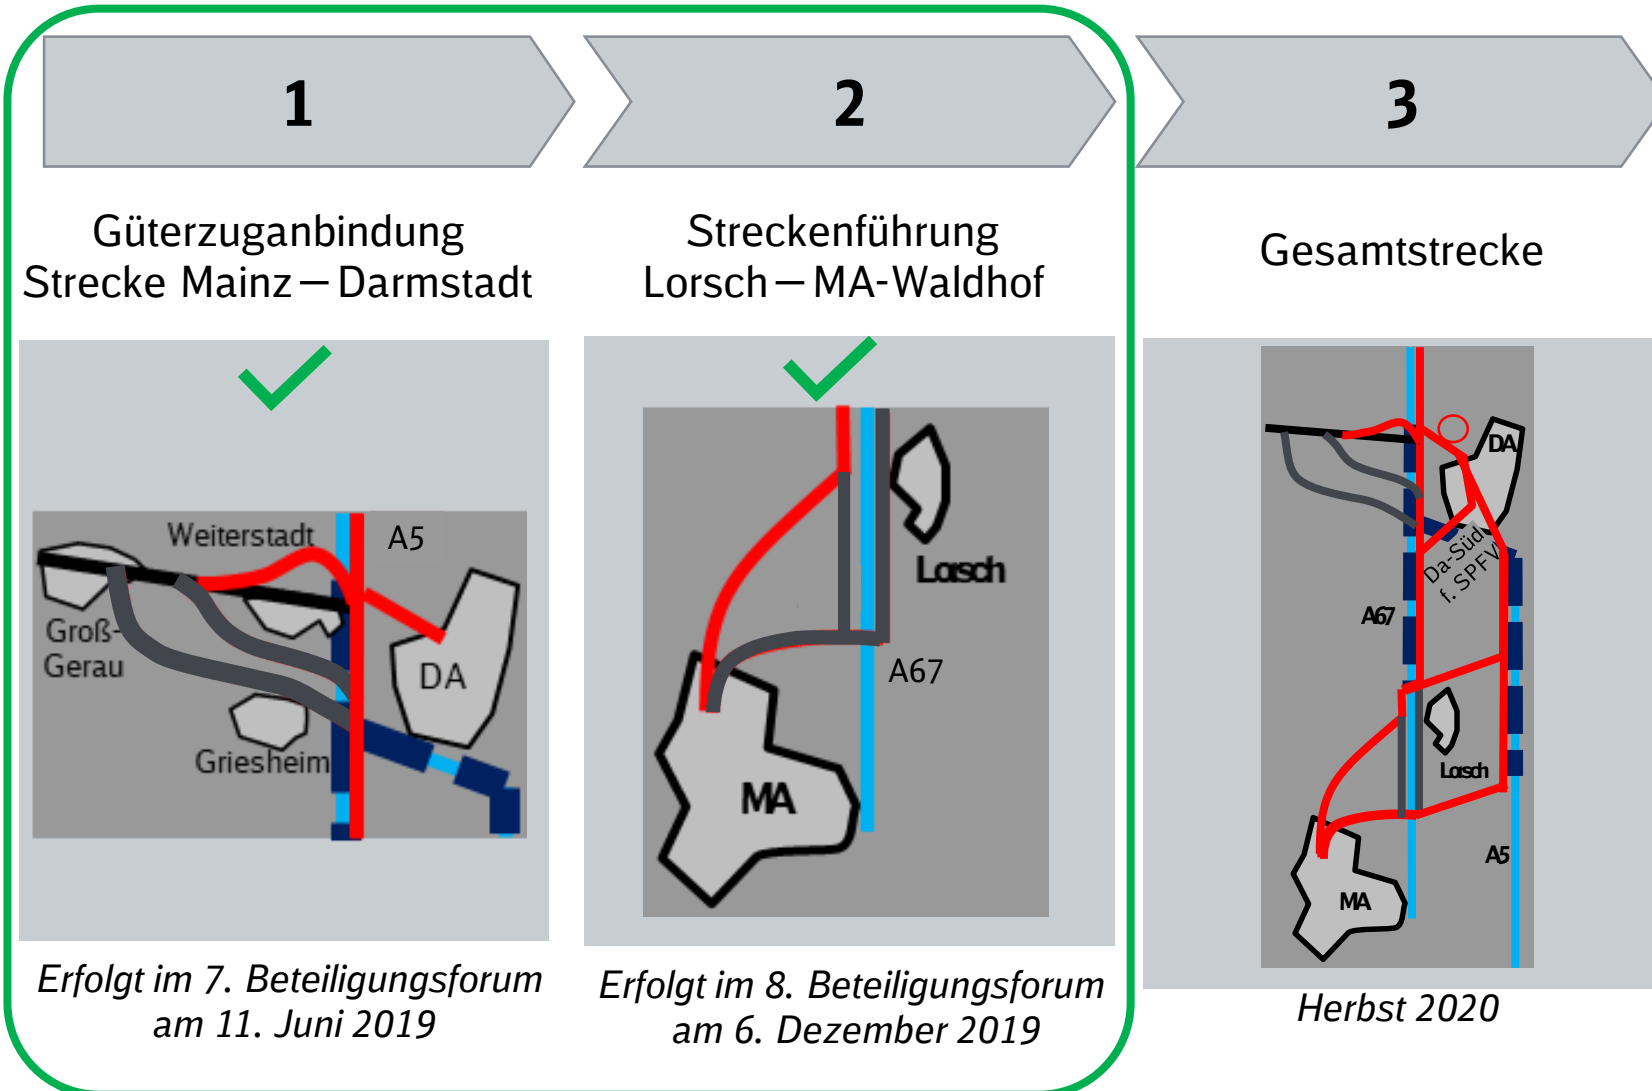 1
2
3
Güterzuganbindung
Strecke Mainz – Darmstadt
Streckenführung
Lorsch – MA-Waldhof
Gesamtstrecke
Weiterstadt
A5
Groß-
Gerau
DA
Griesheim
Lorsch
A67
MA
DA
Da-Süd
f. SPFV
A67
Lorsch
A5
MA
Erfolgt im 7. Beteiligungsforum
am 11. Juni 2019
Erfolgt im 8. Beteiligungsforum
am 6. Dezember 2019
Herbst 2020